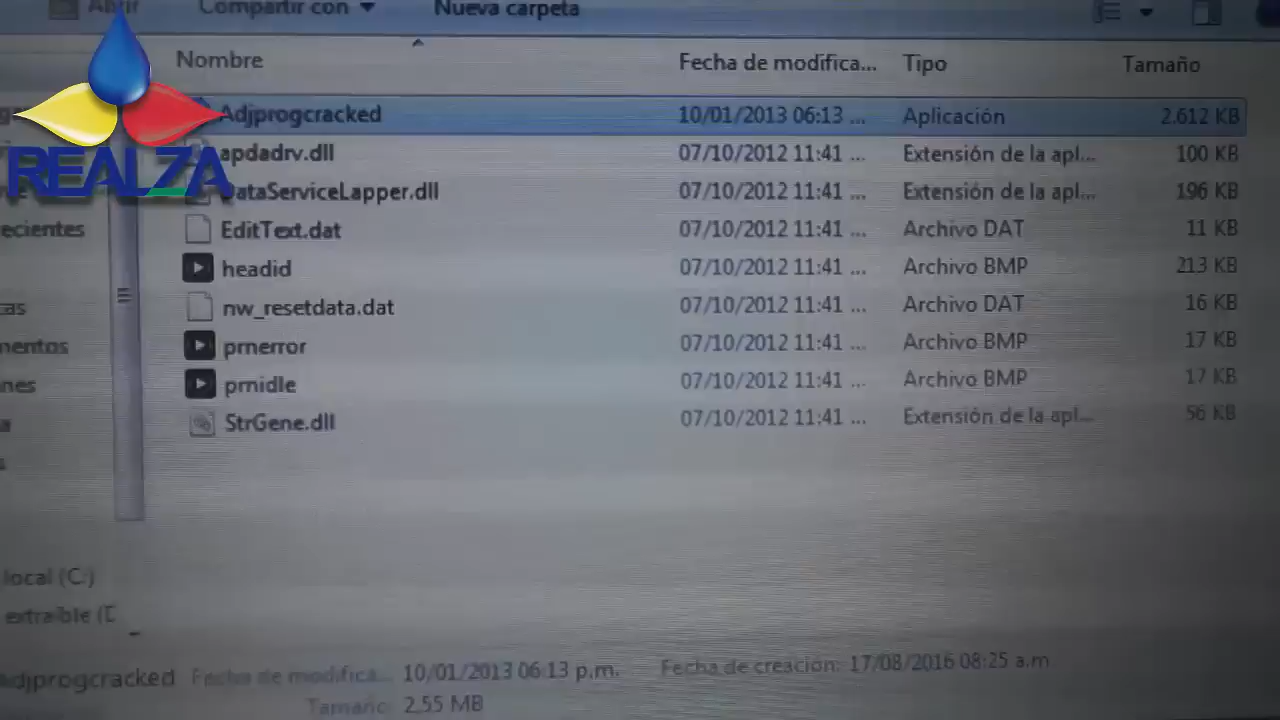 Abrir Compartir con Nueva carpeta
Nombre Fecha de modifica... Tipo Tamaño
Adjprogcracked 10/01/2013 06:13 ... Aplicación 2.612 KB
apdadrv.dll 07/10/2012 11:41 ... Extensión de la apl... 100 KB
DataServiceLapper.dll 07/10/2012 11:41 ... Extensión de la apl... 196 KB
EditText.dat 07/10/2012 11:41 ... Archivo DAT 11 KB
headid 07/10/2012 11:41 ... Archivo BMP 213 KB
nw_resetdata.dat 07/10/2012 11:41 ... Archivo DAT 16 KB
prnerror 07/10/2012 11:41 ... Archivo BMP 17 KB
prnidle 07/10/2012 11:41 ... Archivo BMP 17 KB
StrGene.dll 07/10/2012 11:41 ... Extensión de la apl... 56 KB
REALZA
ecientes
cas
mentos
nes
local (C:)
extraíble (D
adjprogcracked Fecha de modifica... 10/01/2013 06:13 p.m. Fecha de creación: 17/08/2016 08:25 a.m
Tamaño: 2,55 MB